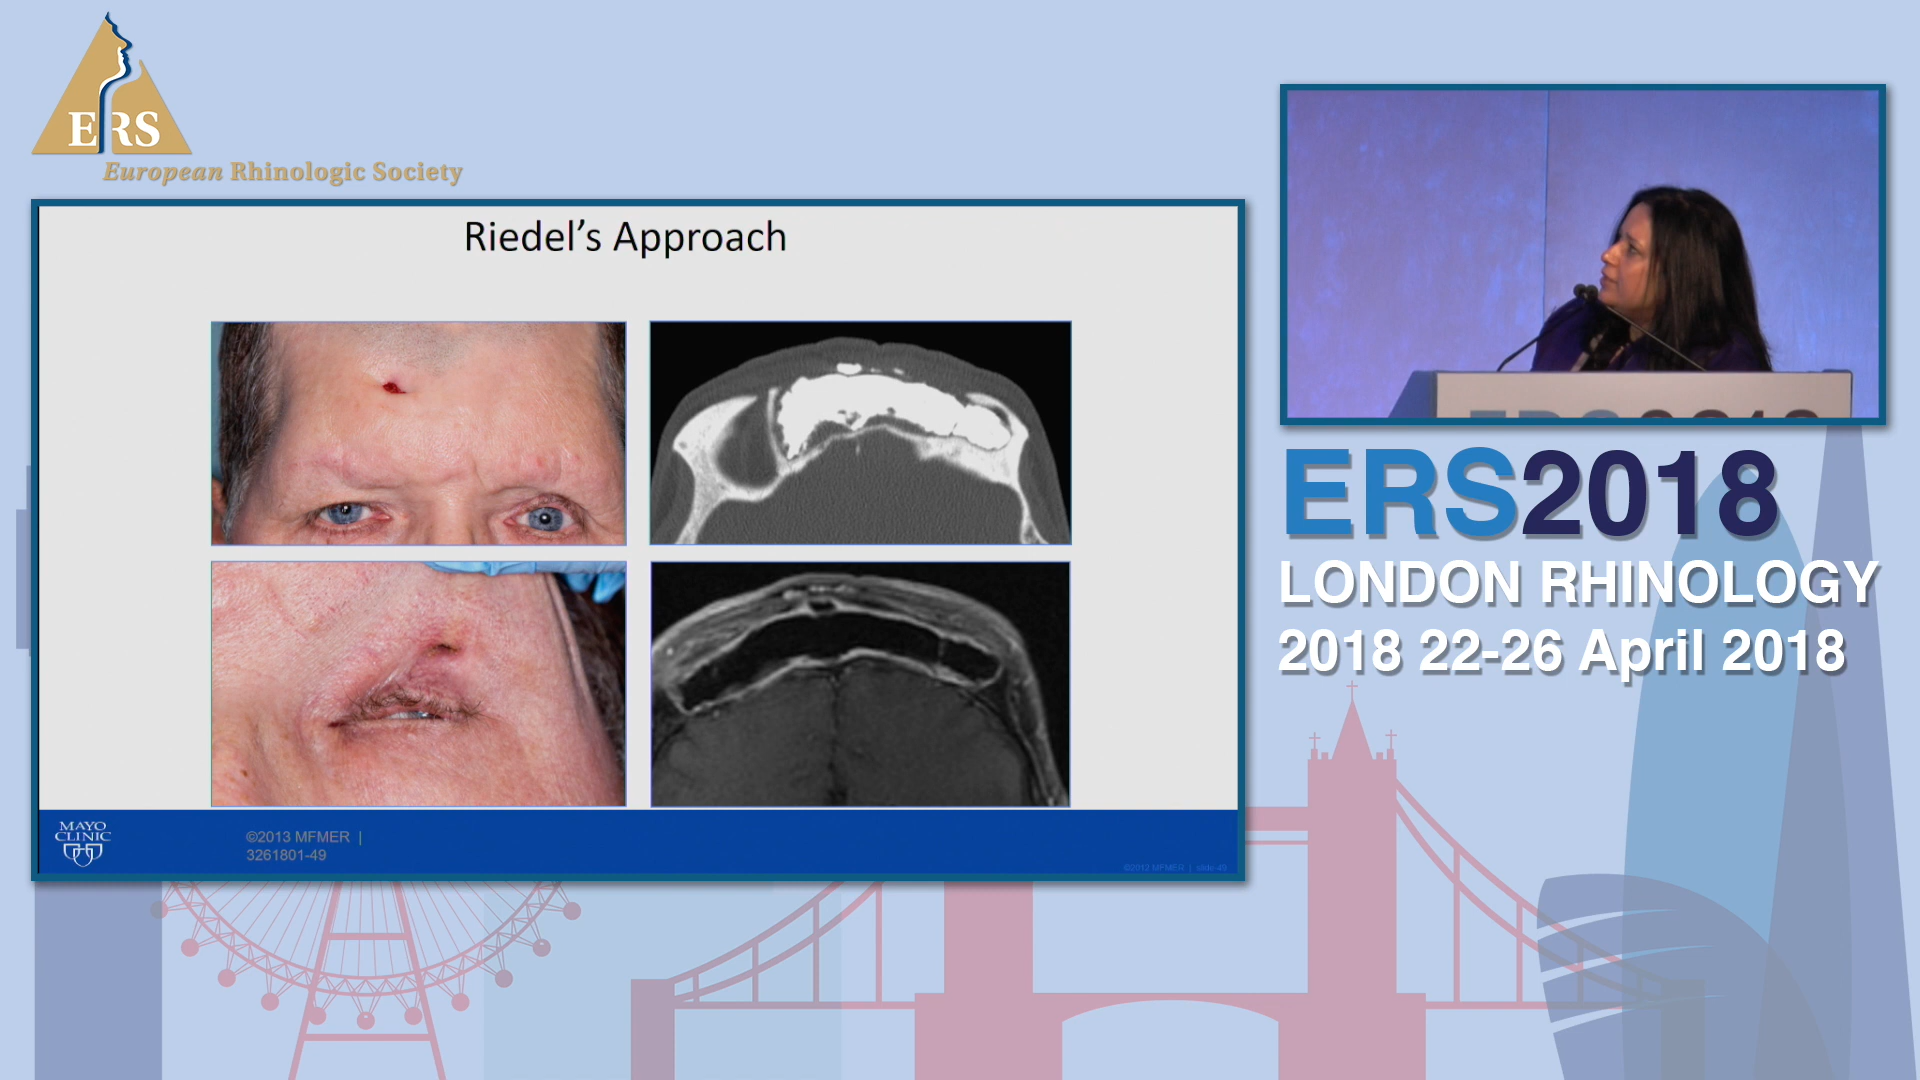 ERS
European Rhinologic Society
Riedel's Approach
MAYO
CLINIC
©2013 MFMER |
3261801-49
©2012 MFMER | slide-49
ERS2018
LONDON RHINOLOGY
2018 22-26 April 2018